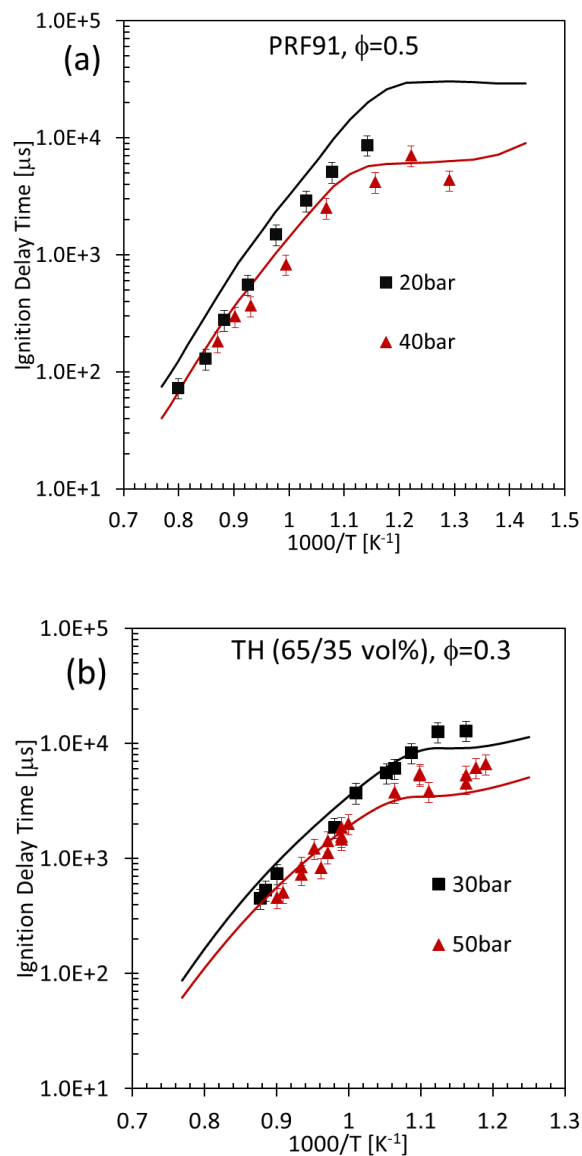 1.0E+5
(a)
PRF91, ϕ=0.5
1.0E+4
1.0E+3
1.0E+2
1.0E+1
Ignition Delay Time [µs]
20bar
40bar
0.7 0.8 0.9 1 1.1 1.2 1.3 1.4 1.5
1000/T [K-1]
1.0E+5
(b)
TH (65/35 vol%), ϕ=0.3
1.0E+4
1.0E+3
1.0E+2
1.0E+1
Ignition Delay Time [µs]
30bar
50bar
0.7 0.8 0.9 1 1.1 1.2 1.3
1000/T [K-1]